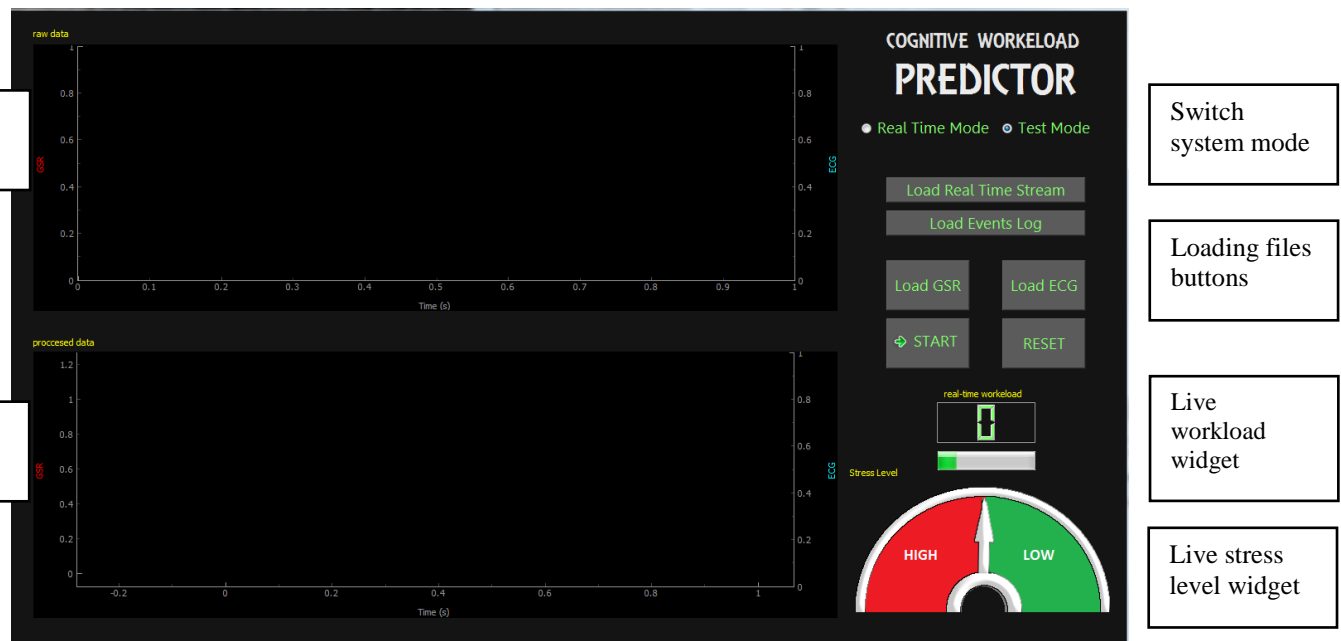 raw data
1
0.8
0.6
0.4
0.2
0
GSR
1
0.8
0.6
0.4
0.2
0
ECG
0 0.1 0.2 0.3 0.4 0.5 0.6 0.7 0.8 0.9 1
Time (s)
proccesed data
1.2
1
0.8
0.6
0.4
0.2
0
GSR
1
0.8
0.6
0.4
0.2
0
ECG
-0.2 0 0.2 0.4 0.6 0.8 1
Time (s)
COGNITIVE WORKELOAD
PREDICTOR
Real Time Mode Test Mode
Load Real Time Stream
Load Events Log
Load GSR Load ECG
START RESET
real-time workeload
0
Stress Level
HIGH LOW
Switch
system mode
Loading files
buttons
Live
workload
widget
Live stress
level widget